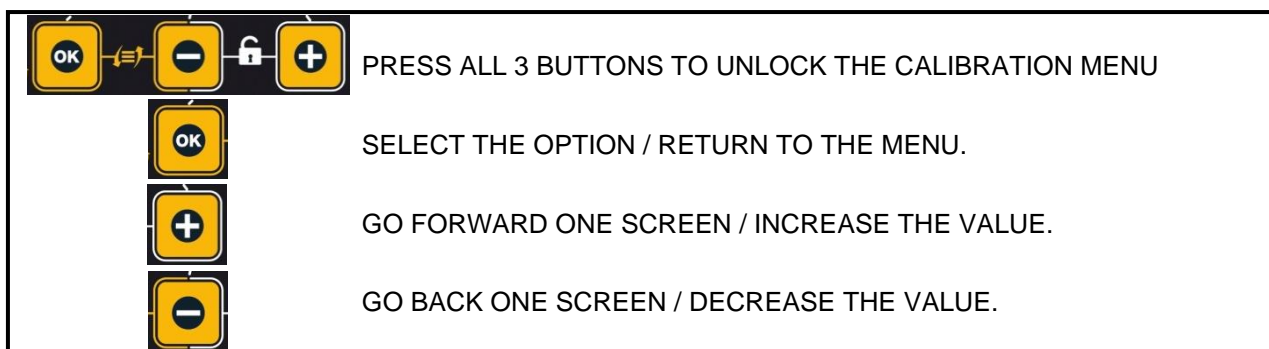 OK PRESS ALL 3 BUTTONS TO UNLOCK THE CALIBRATION MENU
OK SELECT THE OPTION / RETURN TO THE MENU.
GO FORWARD ONE SCREEN / INCREASE THE VALUE.
GO BACK ONE SCREEN / DECREASE THE VALUE.